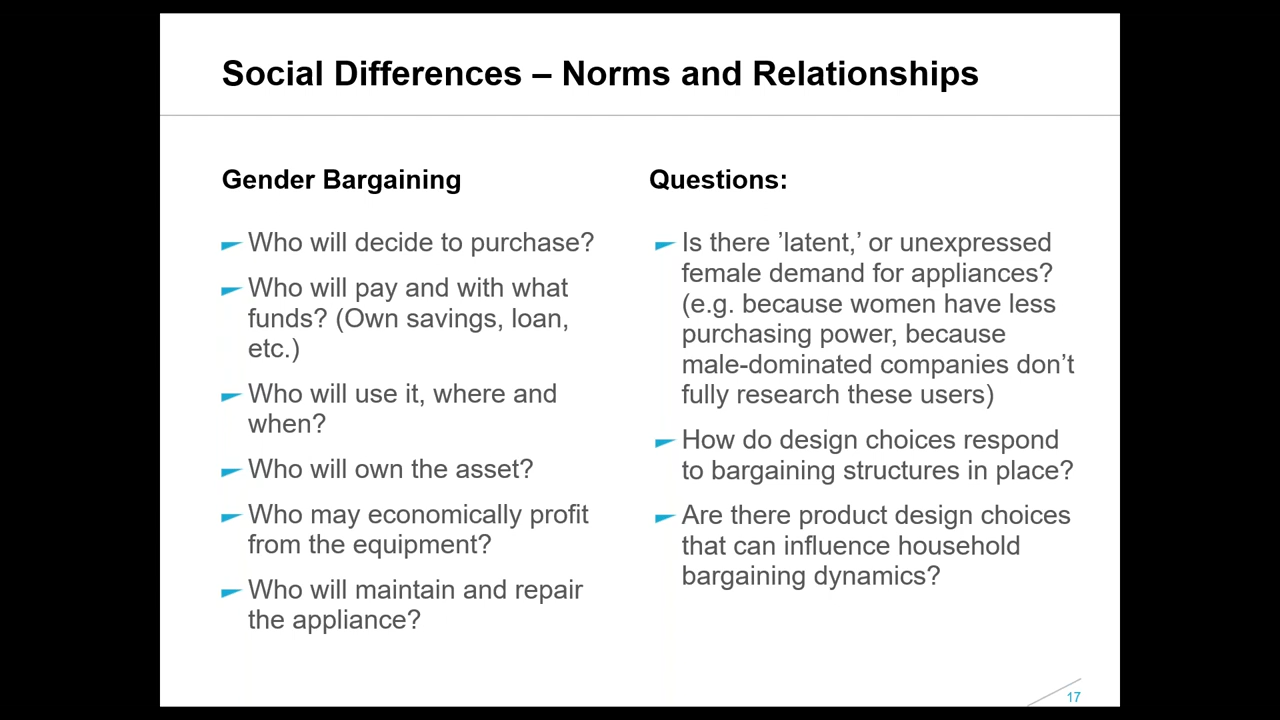 Social Differences – Norms and Relationships
Gender Bargaining
Who will decide to purchase?
Who will pay and with what
funds? (Own savings, loan,
etc.)
Who will use it, where and
when?
Who will own the asset?
Who may economically profit
from the equipment?
Who will maintain and repair
the appliance?
Questions:
Is there ’latent,’ or unexpressed
female demand for appliances?
(e.g. because women have less
purchasing power, because
male-dominated companies don’t
fully research these users)
How do design choices respond
to bargaining structures in place?
Are there product design choices
that can influence household
bargaining dynamics?
17